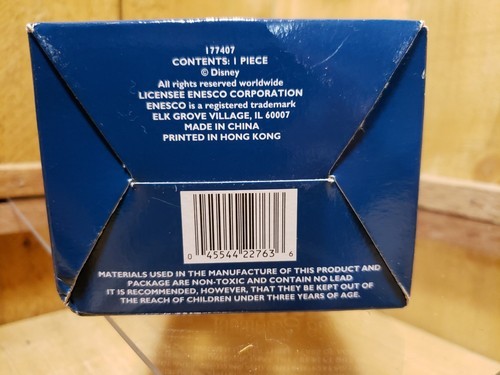 177407
CONTENTS: 1 PIECE
© Disney
All rights reserved worldwide
LICENSEE ENESCO CORPORATION
ENESCO is a registered trademark
ELK GROVE VILLAGE, IL 60007
MADE IN CHINA
PRINTED IN HONG KONG
0 45544 22763 6
MATERIALS USED IN THE MANUFACTURE OF THIS PRODUCT AND
PACKAGE ARE NON-TOXIC AND CONTAIN NO LEAD
IT IS RECOMMENDED, HOWEVER, THAT THEY BE KEPT OUT OF
THE REACH OF CHILDREN UNDER THREE YEARS OF AGE.